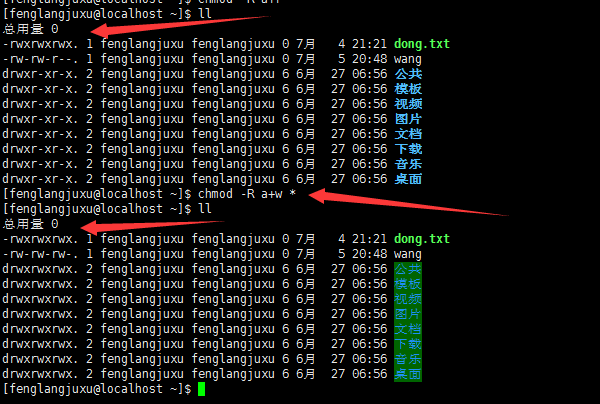 [fenglangjuxu@localhost ~]$ ll
总用量 0
-rwxrwxrwx. 1 fenglangjuxu fenglangjuxu 0 7月   4 21:21 dong.txt
-rw-rw-r--. 1 fenglangjuxu fenglangjuxu 0 7月   5 20:48 wang
drwxr-xr-x. 2 fenglangjuxu fenglangjuxu 6 6月  27 06:56 公共
drwxr-xr-x. 2 fenglangjuxu fenglangjuxu 6 6月  27 06:56 模板
drwxr-xr-x. 2 fenglangjuxu fenglangjuxu 6 6月  27 06:56 视频
drwxr-xr-x. 2 fenglangjuxu fenglangjuxu 6 6月  27 06:56 图片
drwxr-xr-x. 2 fenglangjuxu fenglangjuxu 6 6月  27 06:56 文档
drwxr-xr-x. 2 fenglangjuxu fenglangjuxu 6 6月  27 06:56 下载
drwxr-xr-x. 2 fenglangjuxu fenglangjuxu 6 6月  27 06:56 音乐
drwxr-xr-x. 2 fenglangjuxu fenglangjuxu 6 6月  27 06:56 桌面
[fenglangjuxu@localhost ~]$ chmod -R a+w *
[fenglangjuxu@localhost ~]$ ll
总用量 0
-rwxrwxrwx. 1 fenglangjuxu fenglangjuxu 0 7月   4 21:21 dong.txt
-rw-rw-rw-. 1 fenglangjuxu fenglangjuxu 0 7月   5 20:48 wang
drwxrwxrwx. 2 fenglangjuxu fenglangjuxu 6 6月  27 06:56 公共
drwxrwxrwx. 2 fenglangjuxu fenglangjuxu 6 6月  27 06:56 模板
drwxrwxrwx. 2 fenglangjuxu fenglangjuxu 6 6月  27 06:56 视频
drwxrwxrwx. 2 fenglangjuxu fenglangjuxu 6 6月  27 06:56 图片
drwxrwxrwx. 2 fenglangjuxu fenglangjuxu 6 6月  27 06:56 文档
drwxrwxrwx. 2 fenglangjuxu fenglangjuxu 6 6月  27 06:56 下载
drwxrwxrwx. 2 fenglangjuxu fenglangjuxu 6 6月  27 06:56 音乐
drwxrwxrwx. 2 fenglangjuxu fenglangjuxu 6 6月  27 06:56 桌面
[fenglangjuxu@localhost ~]$